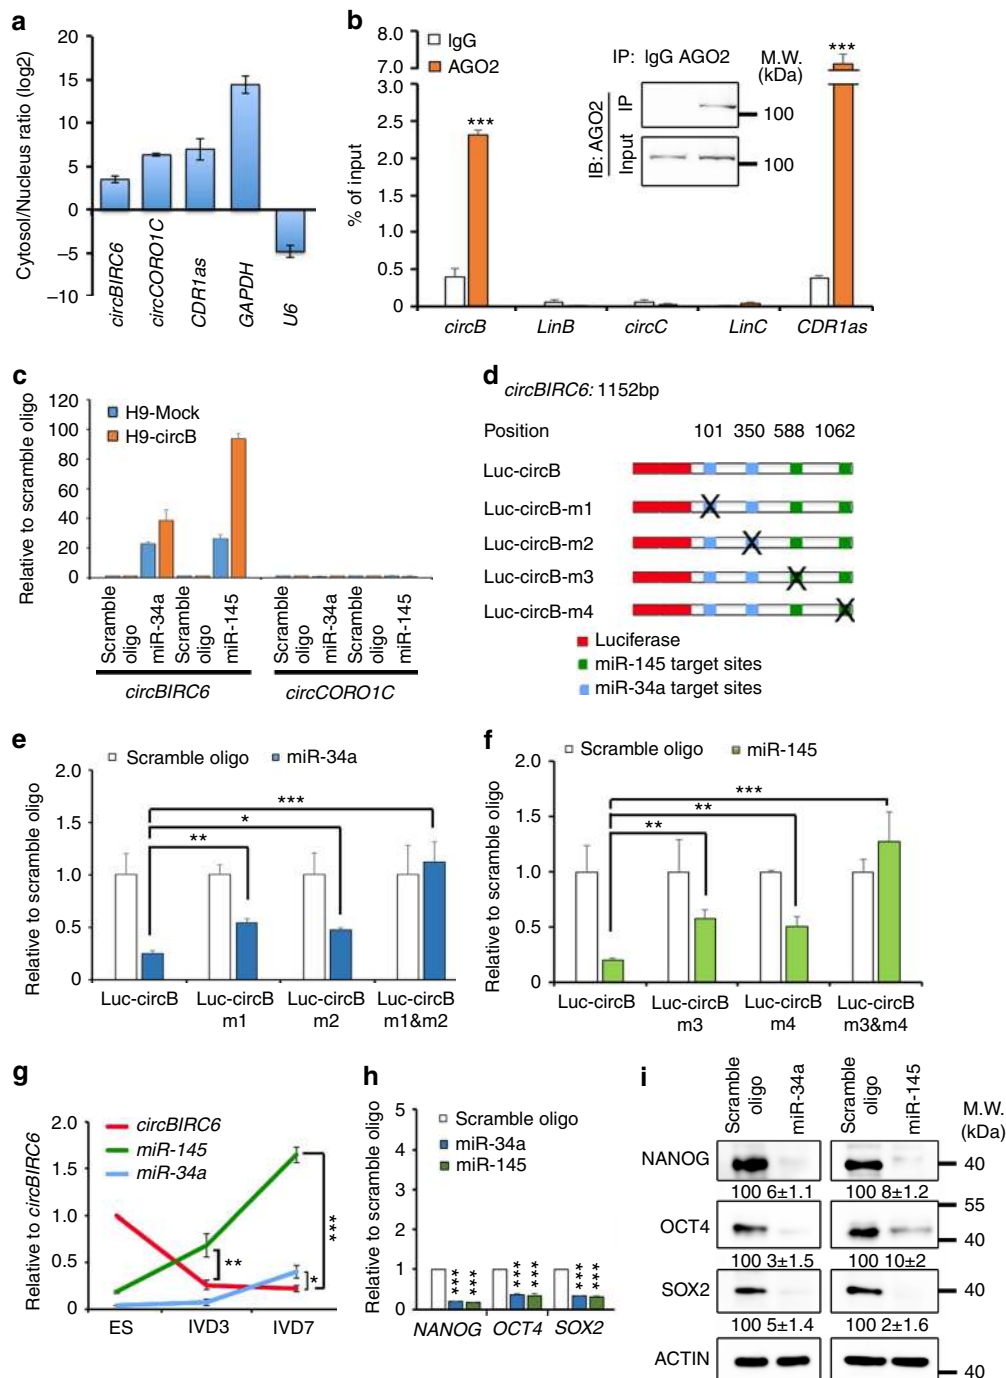 a
Cytosol/Nucleus ratio (log2)
20
15
10
5
0
−5
−10
circBIRC6
circCORO1C
CDR1as
GAPDH
U6
b
IgG
AGO2
% of input
8.0
7.0
3.0
2.5
2.0
1.5
1.0
0.5
0
***
***
circB
LinB
circC
LinC
CDR1as
IP: IgG AGO2
M.W.
(kDa)
IB: AGO2
IP
Input
100
100
c
Relative to scramble oligo
120
100
80
60
40
20
0
H9-Mock
H9-circB
Scramble
oligo
miR-34a
Scramble
oligo
miR-145
Scramble
oligo
miR-34a
Scramble
oligo
miR-145
circBIRC6
circCORO1C
d
circBIRC6: 1152bp
Position 101 350 588 1062
Luc-circB
Luc-circB-m1
Luc-circB-m2
Luc-circB-m3
Luc-circB-m4
Luciferase
miR-145 target sites
miR-34a target sites
e
Scramble oligo
miR-34a
Relative to scramble oligo
2.0
1.5
1.0
0.5
0
***
*
**
Luc-circB
Luc-circB
m1
Luc-circB
m2
Luc-circB
m1&m2
f
Scramble oligo
miR-145
Relative to scramble oligo
2.0
1.5
1.0
0.5
0
***
**
**
Luc-circB
Luc-circB
m3
Luc-circB
m4
Luc-circB
m3&m4
g
Relative to circBIRC6
2.0
1.5
1.0
0.5
0
circBIRC6
miR-145
miR-34a
**
*
***
ES
IVD3
IVD7
h
Relative to scramble oligo
5
4
3
2
1
0
Scramble oligo
miR-34a
miR-145
***
***
***
***
***
***
NANOG
OCT4
SOX2
i
Scramble
oligo
miR-34a
Scramble
oligo
miR-145
M.W.
(kDa)
NANOG
40
100 6±1.1 100 8±1.2
55
OCT4
40
100 3±1.5 100 10±2
SOX2
40
100 5±1.4 100 2±1.6
ACTIN
40